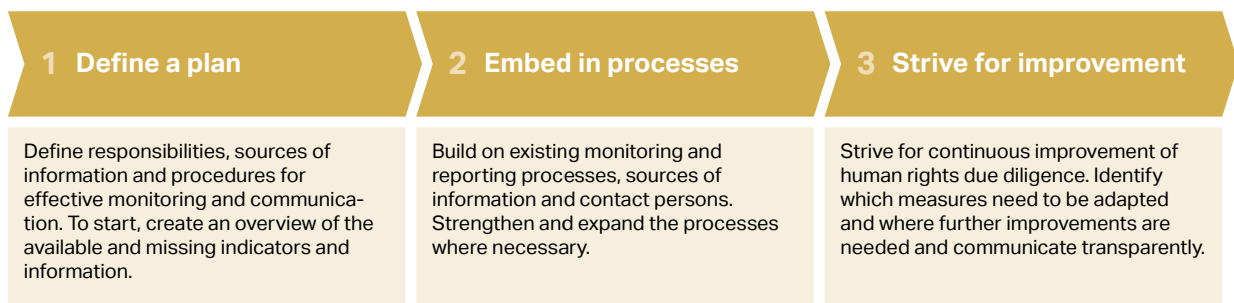 1 Define a plan
Define responsibilities, sources of
information and procedures for
effective monitoring and communica-
tion. To start, create an overview of the
available and missing indicators and
information.
2 Embed in processes
Build on existing monitoring and
reporting processes, sources of
information and contact persons.
Strengthen and expand the processes
where necessary.
3 Strive for improvement
Strive for continuous improvement of
human rights due diligence. Identify
which measures need to be adapted
and where further improvements are
needed and communicate transparently.